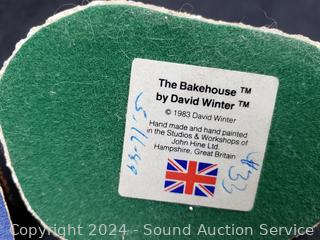 The Bakehouse ™
by David Winter ™
© 1983 David Winter
Hand made and hand painted
in the Studios & Workshops of
John Hine Ltd.
Hampshire, Great Britain
#33
Copyright 2024 - Sound Auction Service